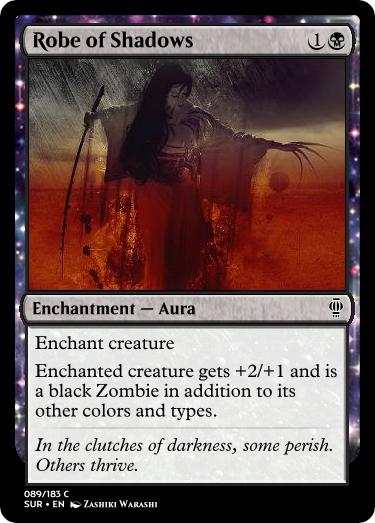 Robe of Shadows 1
Enchantment — Aura
Enchant creature
Enchanted creature gets +2/+1 and is
a black Zombie in addition to its
other colors and types.
In the clutches of darkness, some perish.
Others thrive.
089/183 C
SUR • EN Zashiki Warashi